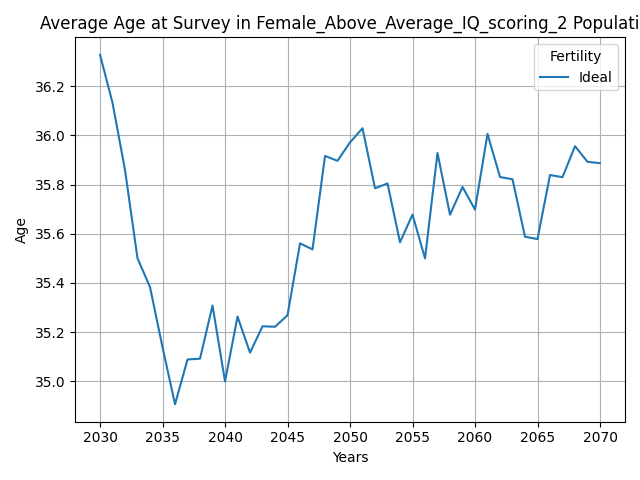 Average Age at Survey in Female_Above_Average_IQ_scoring_2 Populati
Fertility
Ideal
36.2
36.0
35.8
35.6
35.4
35.2
35.0
Age
2030 2035 2040 2045 2050 2055 2060 2065 2070
Years